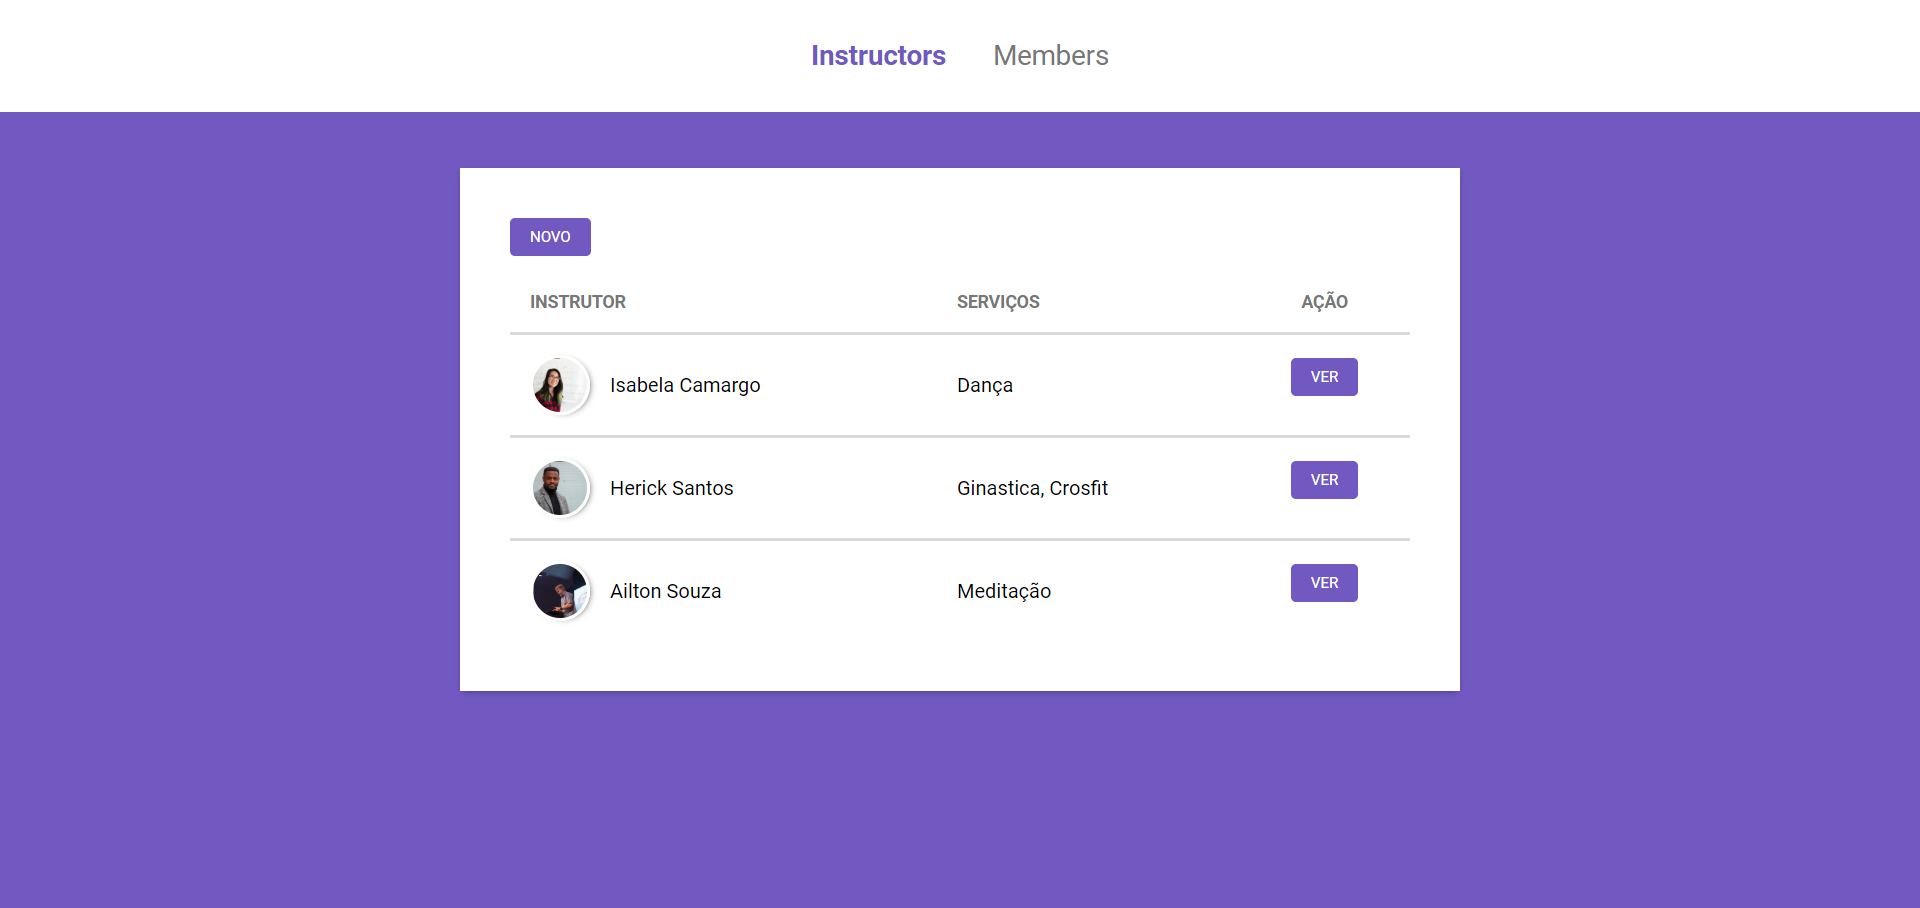 Instructors Members
NOVO
INSTRUTOR SERVIÇOS AÇÃO
Isabela Camargo Dança VER
Herick Santos Ginastica, Crosfit VER
Ailton Souza Meditação VER